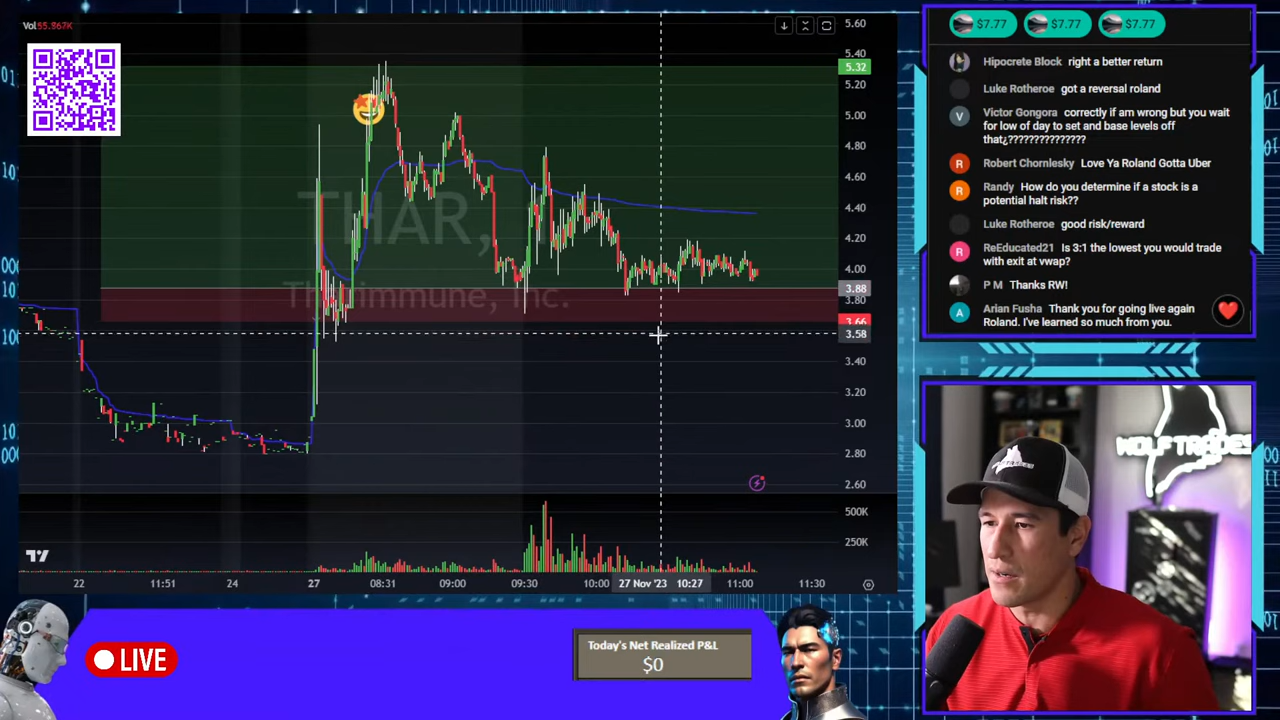 Vol55.867K
5.60
5.40
5.32
5.20
5.00
4.80
4.60
4.40
4.20
4.00
3.88
3.80
3.66
3.58
3.40
3.20
3.00
2.80
2.60
500K
250K
THAR
22
11:51
24
27
08:31
09:00
09:30
10:00
27 Nov '23 10:27
11:00
11:30
$7.77
$7.77
$7.77
Hipocrete Block right a better return
Luke Rotheroe got a reversal roland
Victor Gongora correctly if am wrong but you wait
for low of day to set and base levels off
that¿???????????????
Robert Chornlesky Love Ya Roland Gotta Uber
Randy How do you determine if a stock is a
potential halt risk??
Luke Rotheroe good risk/reward
ReEducated21 Is 3:1 the lowest you would trade
with exit at vwap?
P M Thanks RW!
Arian Fusha Thank you for going live again
Roland. I've learned so much from you.
WOLFTRADES
LIVE
Today's Net Realized P&L
$0